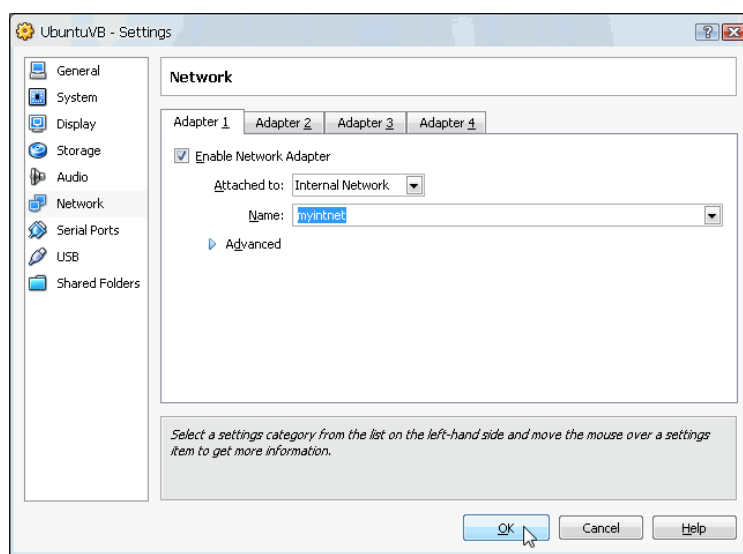 UbuntuVB - Settings
General
System
Display
Storage
Audio
Network
Serial Ports
USB
Shared Folders
Network
Adapter 1
Adapter 2
Adapter 3
Adapter 4
Enable Network Adapter
Attached to: Internal Network
Name: myintnet
Advanced
Select a settings category from the list on the left-hand side and move the mouse over a settings
item to get more information.
OK
Cancel
Help